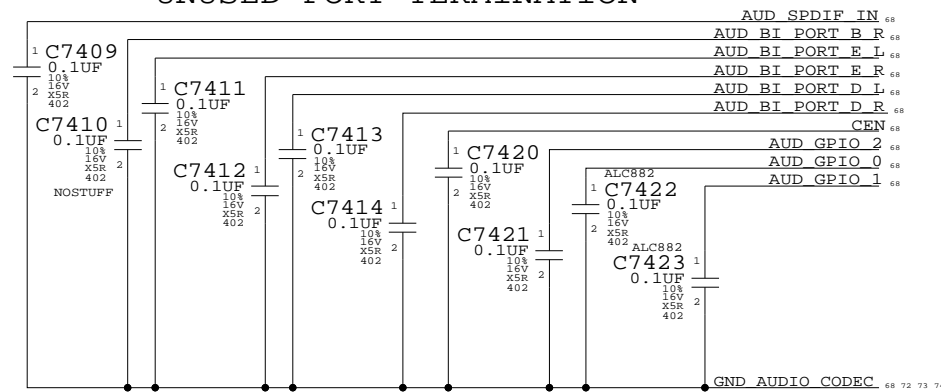 UNUSED PORT TERMINATION
AUD_SPDIF_IN 68
AUD_BI_PORT_B_R 68
AUD_BI_PORT_E_L 68
AUD_BI_PORT_E_R 68
AUD_BI_PORT_D_L 68
AUD_BI_PORT_D_R 68
CEN 68
AUD_GPIO_2 68
AUD_GPIO_0 68
AUD_GPIO_1 68
1 C7409
0.1UF
10%
16V
2 X5R
402
C7410 1
0.1UF
10%
16V
X5R 2
402
NOSTUFF
1 C7411
0.1UF
10%
16V
2 X5R
402
C7412 1
0.1UF
10%
16V
X5R 2
402
1 C7413
0.1UF
10%
16V
2 X5R
402
C7414 1
0.1UF
10%
16V
X5R 2
402
1 C7420
0.1UF
10%
16V
2 X5R
402
C7421 1
0.1UF
10%
16V
X5R 2
402
ALC882
1 C7422
0.1UF
10%
16V
2 X5R
402
ALC882
C7423 1
0.1UF
10%
16V
X5R 2
402
GND_AUDIO_CODEC 68 72 73 74